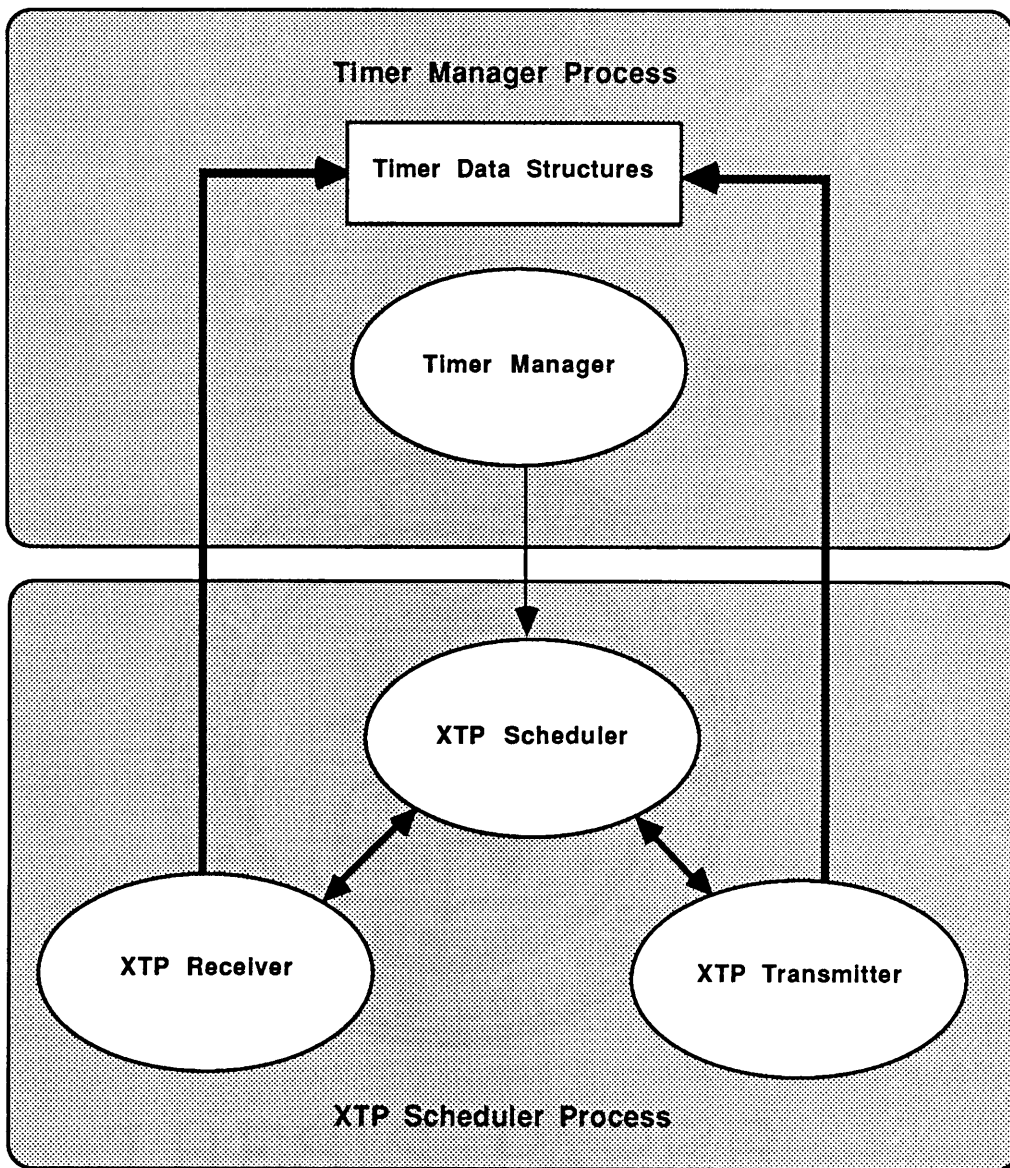 Timer Manager Process
Timer Data Structures
Timer Manager
XTP Scheduler
XTP Receiver
XTP Transmitter
XTP Scheduler Process